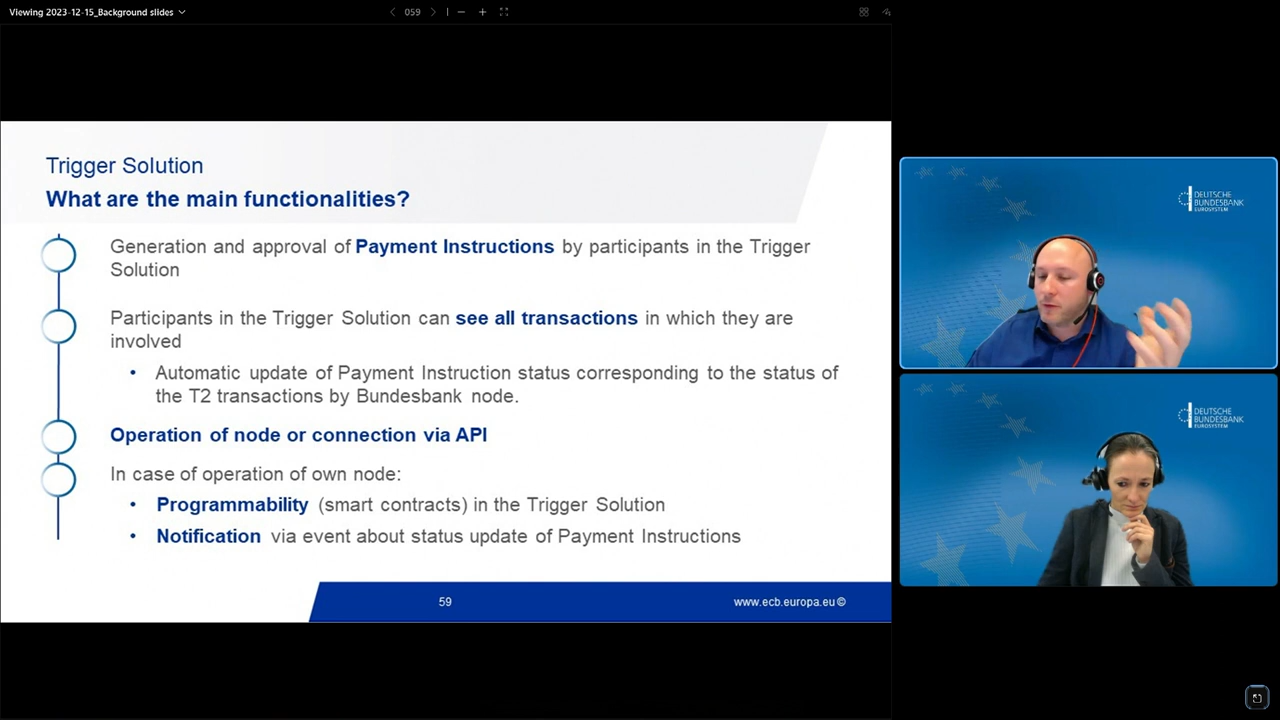 Viewing 2023-12-15_Background slides
059
Trigger Solution
What are the main functionalities?
Generation and approval of Payment Instructions by participants in the Trigger
Solution
Participants in the Trigger Solution can see all transactions in which they are
involved
• Automatic update of Payment Instruction status corresponding to the status of
the T2 transactions by Bundesbank node.
Operation of node or connection via API
In case of operation of own node:
• Programmability (smart contracts) in the Trigger Solution
• Notification via event about status update of Payment Instructions
59
www.ecb.europa.eu ©
DEUTSCHE
BUNDESBANK
EUROSYSTEM
DEUTSCHE
BUNDESBANK
EUROSYSTEM